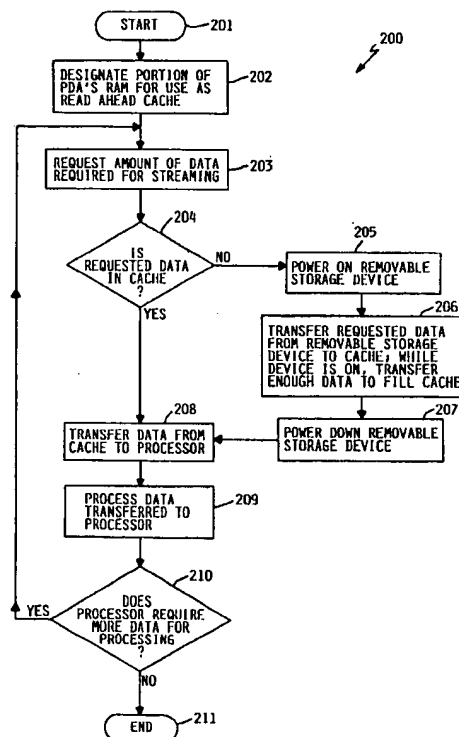 START
201
200
DESIGNATE PORTION OF
PDA'S RAM FOR USE AS
READ AHEAD CACHE
202
REQUEST AMOUNT OF DATA
REQUIRED FOR STREAMING
203
204
IS
REQUESTED DATA
IN CACHE
?
NO
YES
205
POWER ON REMOVABLE
STORAGE DEVICE
206
TRANSFER REQUESTED DATA
FROM REMOVABLE STORAGE
DEVICE TO CACHE; WHILE
DEVICE IS ON, TRANSFER
ENOUGH DATA TO FILL CACHE
207
POWER DOWN REMOVABLE
STORAGE DEVICE
208
TRANSFER DATA FROM
CACHE TO PROCESSOR
PROCESS DATA
TRANSFERRED TO
PROCESSOR
209
210
DOES
PROCESSOR REQUIRE
MORE DATA FOR
PROCESSING
?
YES
NO
END
211